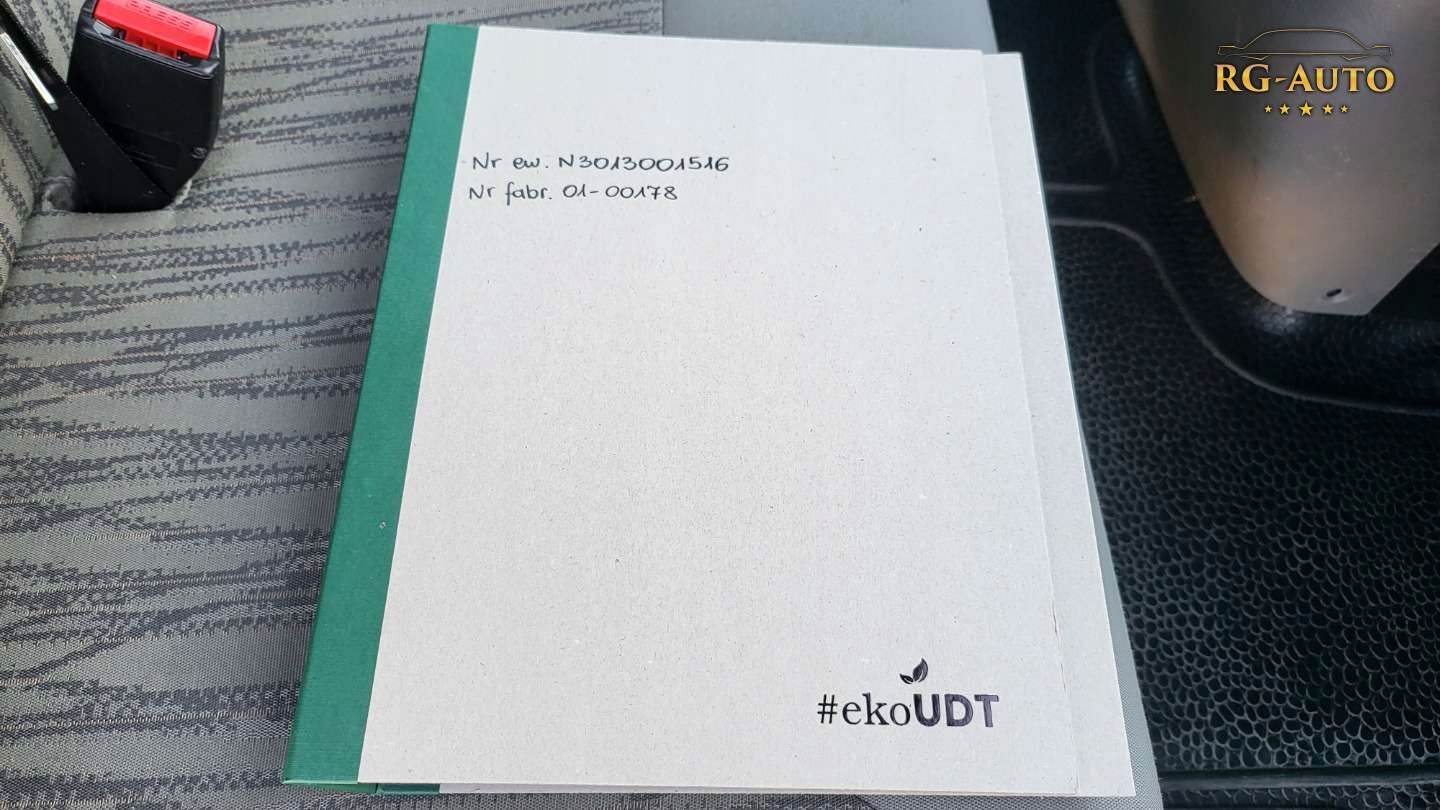 RG-AUTO
Nr ew. N3013001516
Nr fabr. 01-00178
#ekoUDT